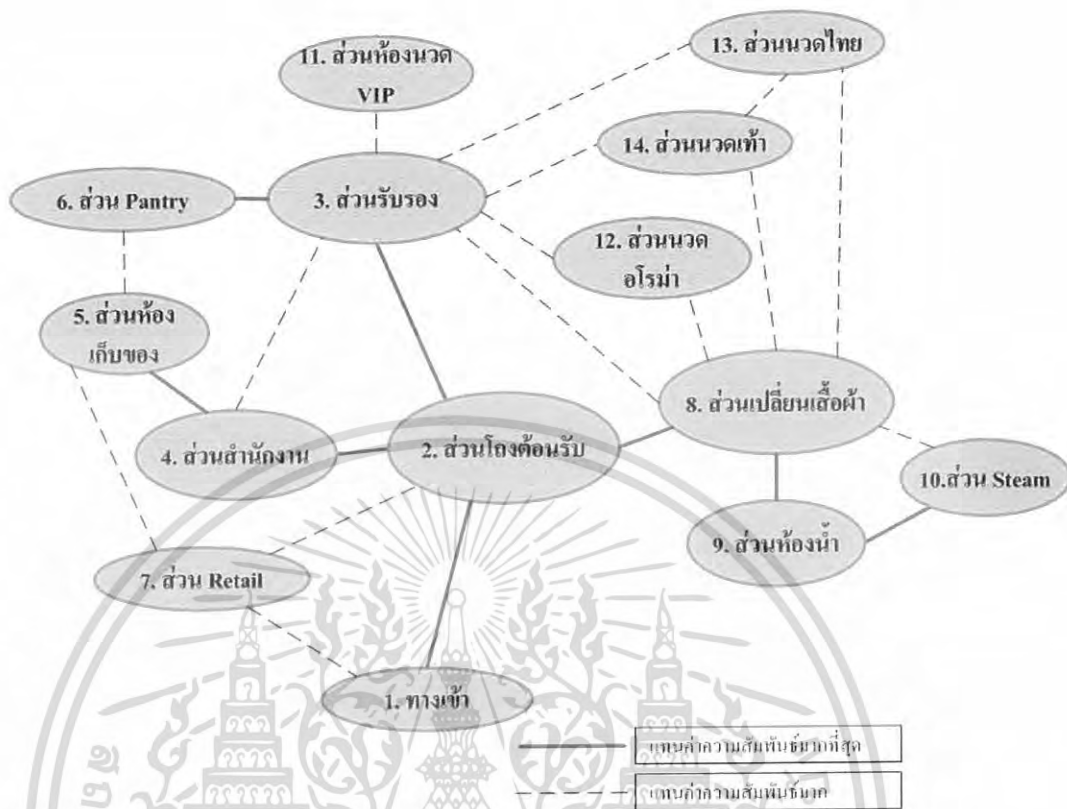 11. ส่วนห้องนวด
VIP
13. ส่วนนวดไทย
14. ส่วนนวดเท้า
6. ส่วน Pantry
3. ส่วนรับรอง
12. ส่วนนวด
อโรม่า
5. ส่วนห้อง
เก็บของ
8. ส่วนเปลี่ยนเสื้อผ้า
4. ส่วนสำนักงาน
2. ส่วนโถงต้อนรับ
10.ส่วน Steam
9. ส่วนห้องน้ำ
7. ส่วน Retail
1. ทางเข้า
แทนค่าความสัมพันธ์มากที่สุด
แทนค่าความสัมพันธ์มาก